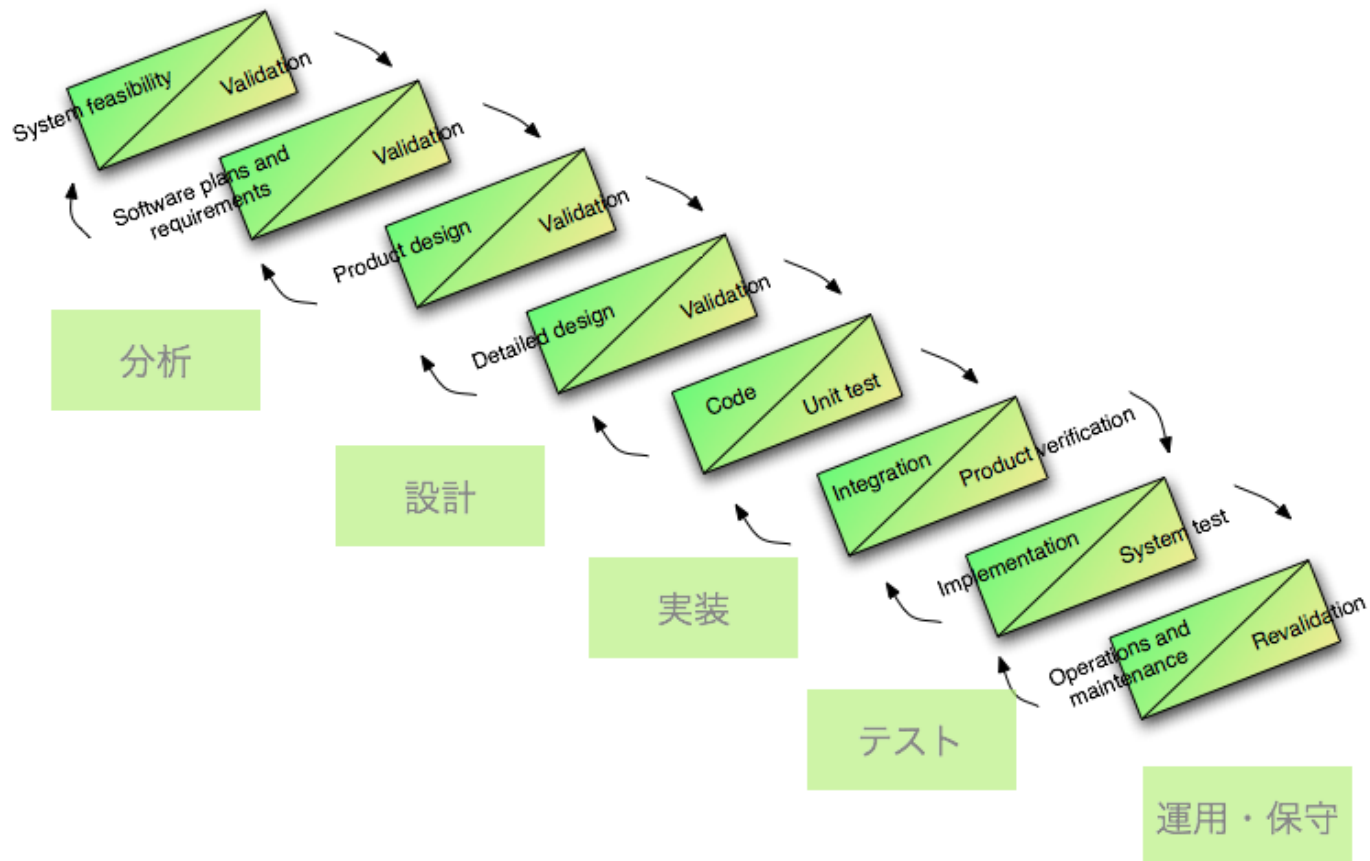 System feasibility
Validation
Software plans and
requirements
Validation
Product design
Validation
Detailed design
Validation
Code
Unit test
Integration
Product verification
Implementation
System test
Operations and
maintenance
Revalidation
分析
設計
実装
テスト
運用・保守